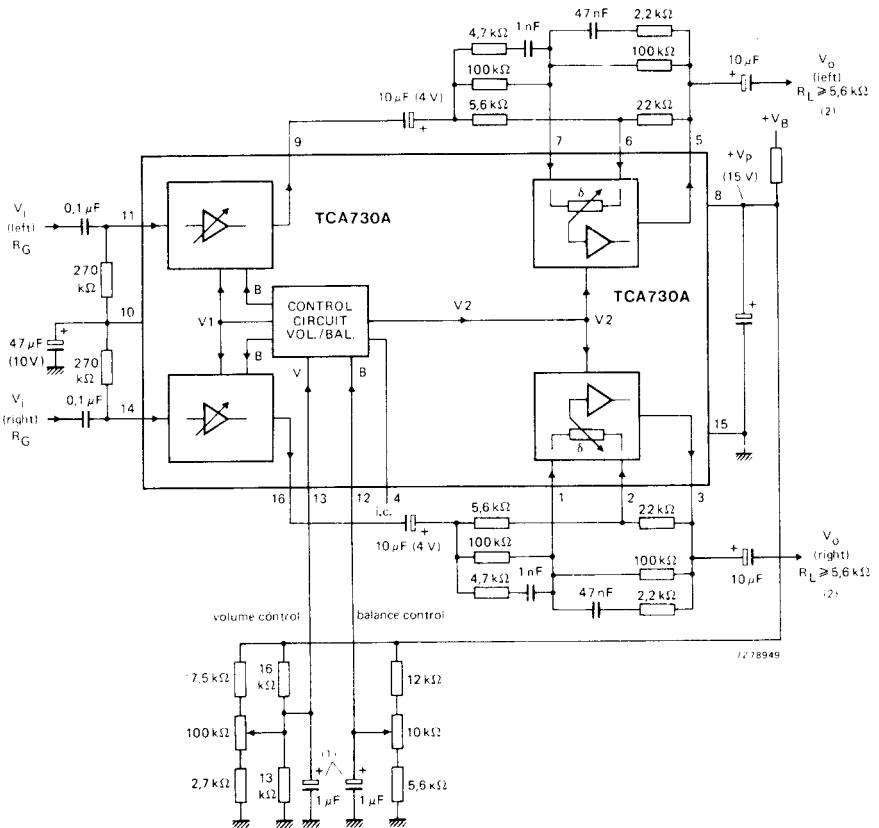 47 nF 2,2 kΩ
1 nF
4,7 kΩ
100 kΩ
100 kΩ
10 μF
Vo
(left)
RL ≥ 5,6 kΩ
(2)
10 μF (4 V)
5,6 kΩ
22 kΩ
+VB
9
7
6
5
+VP
(15 V)
8
Vi
(left)
RG
0,1 μF
11
TCA730A
δ
270
kΩ
B
TCA730A
10
V1
CONTROL
CIRCUIT
VOL./BAL.
V2
V2
47 μF
(10 V)
+
270
kΩ
B
V
B
Vi
(right)
RG
0,1 μF
14
δ
15
16
13
12
4
i.c.
1
2
3
10 μF (4 V)
5,6 kΩ
22 kΩ
100 kΩ
100 kΩ
4,7 kΩ
1 nF
47 nF
2,2 kΩ
10 μF
Vo
(right)
RL ≥ 5,6 kΩ
(2)
volume control
balance control
7278949
7,5 kΩ
16
kΩ
12 kΩ
100 kΩ
10 kΩ
(1)
2,7 kΩ
13
kΩ
1 μF
1 μF
5,6 kΩ